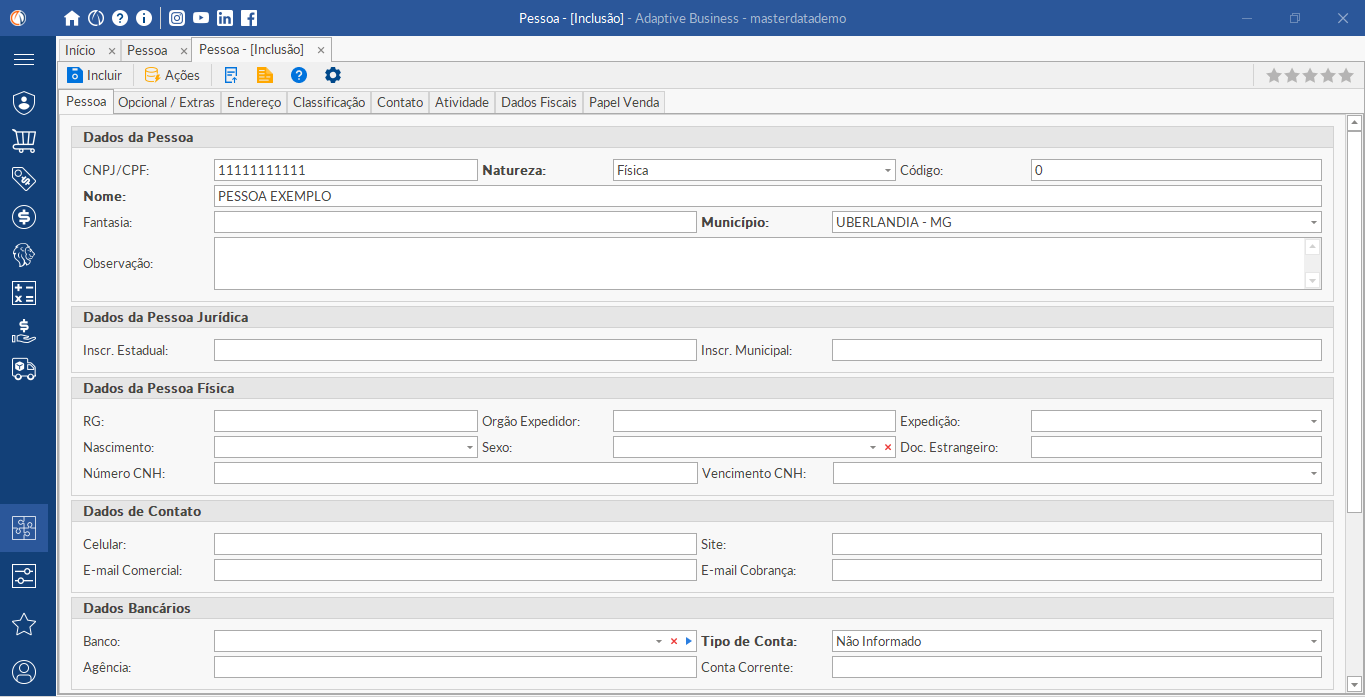 Pessoa - [Inclusão] - Adaptive Business - masterdatademo
Início × Pessoa × Pessoa - [Inclusão] ×
Incluir Ações
Pessoa Opcional / Extras Endereço Classificação Contato Atividade Dados Fiscais Papel Venda
Dados da Pessoa
CNPJ/CPF: 11111111111 Natureza: Física Código: 0
Nome: PESSOA EXEMPLO
Fantasia: Município: UBERLANDIA - MG
Observação:
Dados da Pessoa Jurídica
Inscr. Estadual: Inscr. Municipal:
Dados da Pessoa Física
RG: Orgão Expedidor: Expedição:
Nascimento: Sexo: Doc. Estrangeiro:
Número CNH: Vencimento CNH:
Dados de Contato
Celular: Site:
E-mail Comercial: E-mail Cobrança:
Dados Bancários
Banco: Tipo de Conta: Não Informado
Agência: Conta Corrente: